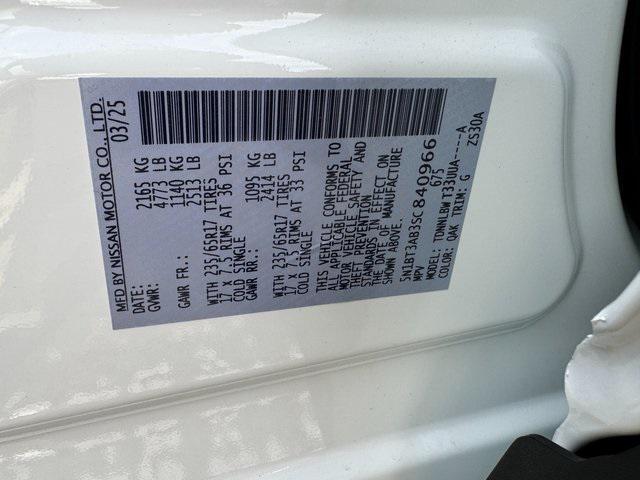 MFD BY NISSAN MOTOR CO., LTD.
DATE: 03/25
GVWR: 2165 KG
4773 LB
GAWR FR.: 1140 KG
2513 LB
WITH 235/65R17 TIRES
17 X 7.5 RIMS AT 36 PSI
COLD SINGLE
GAWR RR.: 1095 KG
2414 LB
WITH 235/65R17 TIRES
17 X 7.5 RIMS AT 33 PSI
COLD SINGLE
THIS VEHICLE CONFORMS TO
ALL APPLICABLE FEDERAL
MOTOR VEHICLE SAFETY AND
THEFT PREVENTION
STANDARDS IN EFFECT ON
THE DATE OF MANUFACTURE
SHOWN ABOVE.
5N1BT3AB3SC840966
MPV 675
MODEL: TDNNLBW T33UUA----A
COLOR: QAK TRIM: G ZS30A